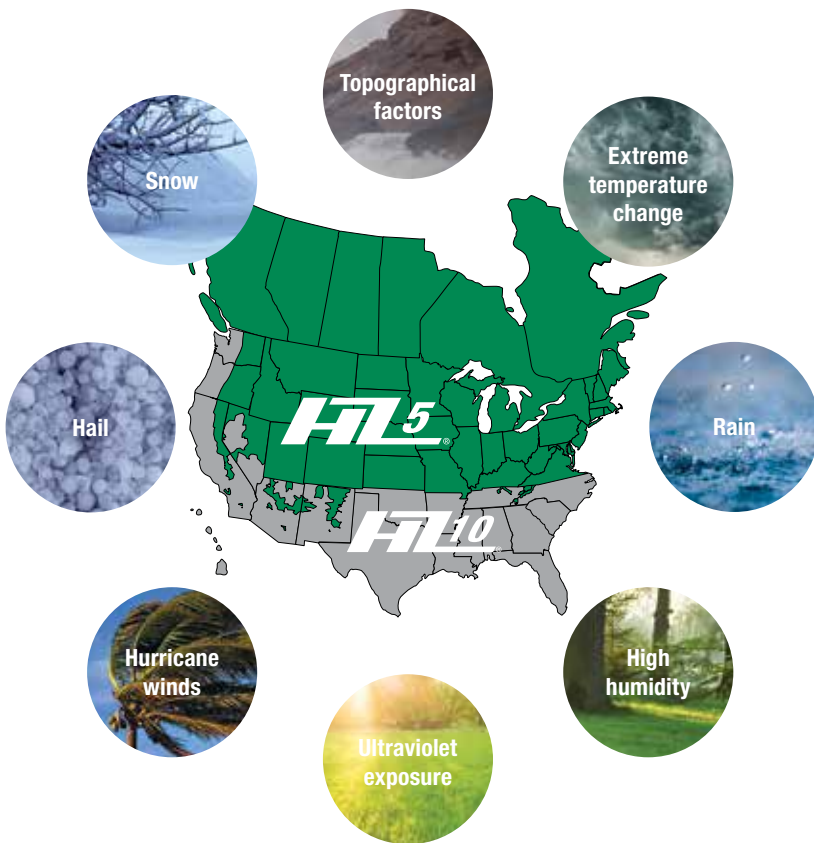 Topographical
factors
Snow
Extreme
temperature
change
HZ5®
Hail
Rain
HZ10®
Hurricane
winds
High
humidity
Ultraviolet
exposure